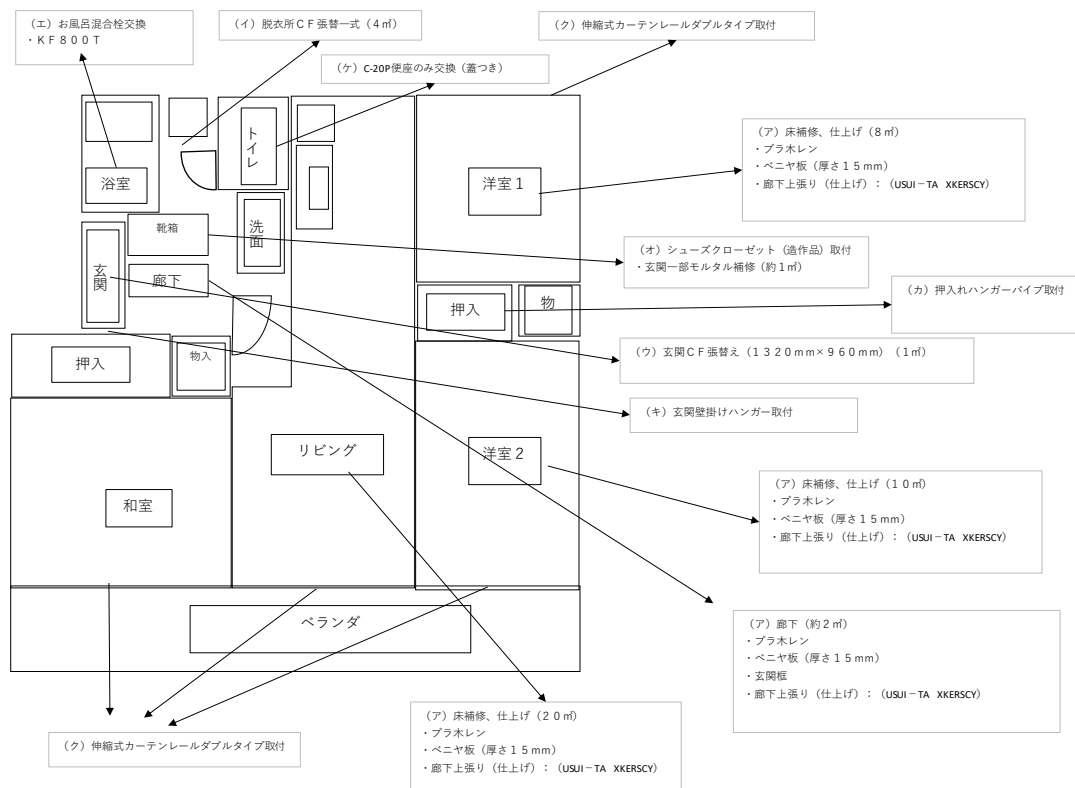 （エ）お風呂混合栓交換
・ＫＦ８００Ｔ
（イ）脱衣所ＣＦ張替一式（４㎡）
（ク）伸縮式カーテンレールダブルタイプ取付
（ケ）C-20P便座のみ交換（蓋つき）
トイレ
浴室
洋室１
（ア）床補修、仕上げ（８㎡）
・プラ木レン
・ベニヤ板（厚さ１５mm）
・廊下上張り（仕上げ）：（USUI－TA XKERSCY）
靴箱
洗面
玄関
廊下
（オ）シューズクローゼット（造作品）取付
・玄関一部モルタル補修（約１㎡）
押入
物
（カ）押入れハンガーパイプ取付
（ウ）玄関ＣＦ張替え（１３２０mm×９６０mm）（１㎡）
押入
物入
（キ）玄関壁掛けハンガー取付
リビング
洋室２
和室
（ア）床補修、仕上げ（１０㎡）
・プラ木レン
・ベニヤ板（厚さ１５mm）
・廊下上張り（仕上げ）：（USUI－TA XKERSCY）
ベランダ
（ア）廊下（約２㎡）
・プラ木レン
・ベニヤ板（厚さ１５mm）
・玄関框
・廊下上張り（仕上げ）：（USUI－TA XKERSCY）
（ク）伸縮式カーテンレールダブルタイプ取付
（ア）床補修、仕上げ（２０㎡）
・プラ木レン
・ベニヤ板（厚さ１５mm）
・廊下上張り（仕上げ）：（USUI－TA XKERSCY）